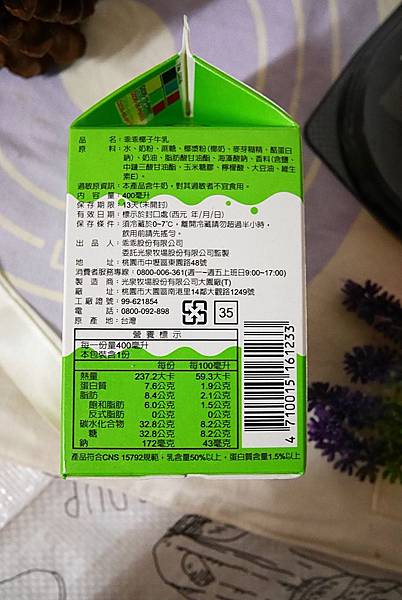 品　　名：乖乖椰子牛乳
原　　料：水、奶粉、蔗糖、椰漿粉(椰奶、麥芽糊精、酪蛋白
鈉)、奶油、脂肪酸甘油酯、海藻酸鈉、香料(含鹽、
中鏈三酸甘油酯、玉米糖膠、檸檬酸、大豆油、維生
素E)。
過敏原資訊：本產品含牛奶，對其過敏者不宜食用。
內 容 量：400毫升
保存期限：13天(未開封)
有效日期：標示於封口處(西元 年/月/日)
保存條件：須冷藏於0~7℃，離開冷藏請勿超過半小時，
飲用前請先搖勻。
出 品 人：乖乖股份有限公司
委託光泉牧場股份有限公司監製
地　　址：桃園市中壢區東園路48號
消費者服務專線：0800-006-361(週一~週五上班日9:00~17:00)
製 造 商：光泉牧場股份有限公司大園廠(T)
廠　　址：桃園市大園區南港里14鄰大觀路1249號
工廠證號：99-621854
電　　話：0800-092-898
原 產 地：台灣
35
營養標示
每一份量400毫升
本包裝含1份
每份 每100毫升
熱量 237.2大卡 59.3大卡
蛋白質 7.6公克 1.9公克
脂肪 8.4公克 2.1公克
飽和脂肪 6.0公克 1.5公克
反式脂肪 0公克 0公克
碳水化合物 32.8公克 8.2公克
糖 32.8公克 8.2公克
鈉 172毫克 43毫克
4 710015 161233
產品符合CNS 15792規範，乳含量50%以上，蛋白質含量1.5%以上